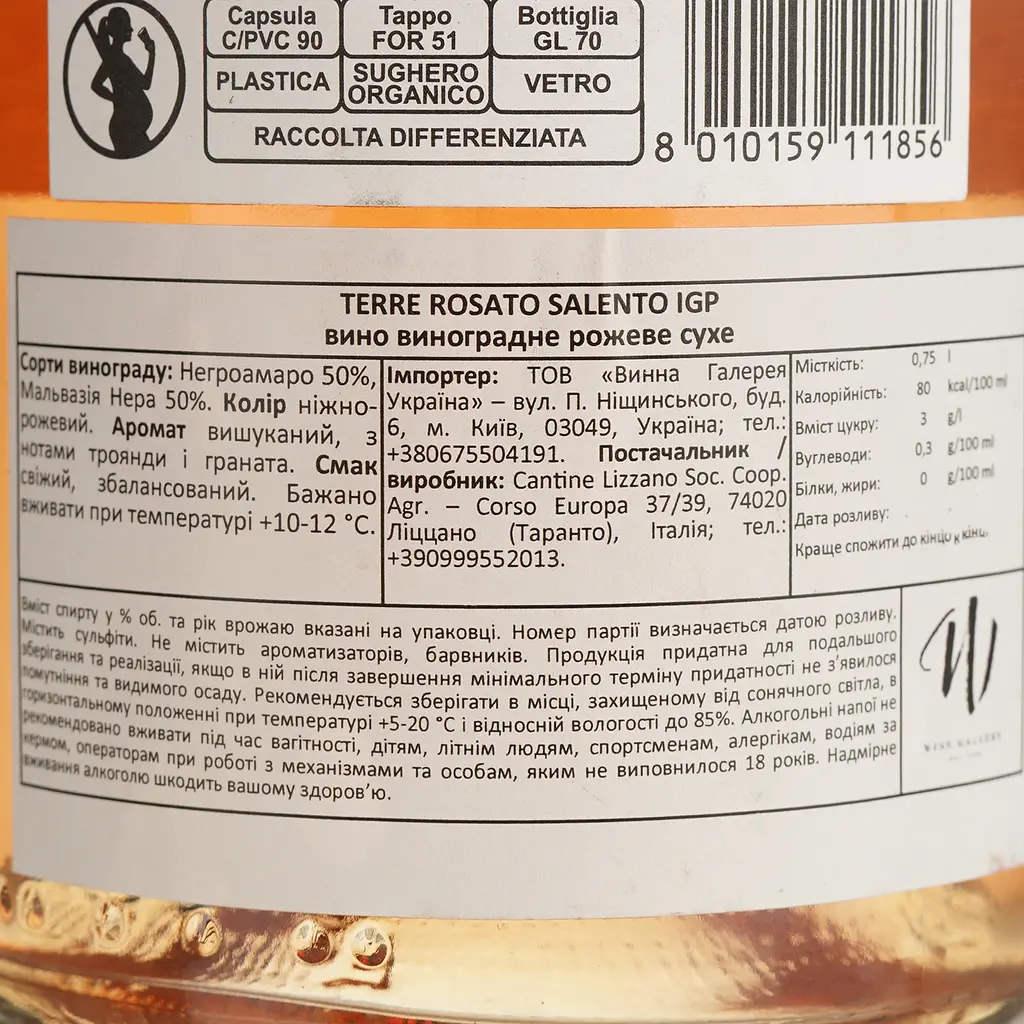 Capsula Tappo Bottiglia
C/PVC 90 FOR 51 GL 70
PLASTICA SUGHERO ORGANICO VETRO
RACCOLTA DIFFERENZIATA
8 010159 111856
TERRE ROSATO SALENTO IGP
вино виноградне рожеве сухе
Сорти винограду: Негроамаро 50%,
Мальвазія Нера 50%. Колір ніжно-
рожевий. Аромат вишуканий, з
нотами троянди і граната. Смак
свіжий, збалансований. Бажано
вживати при температурі +10-12 °С.
Імпортер: ТОВ «Винна Галерея
Україна» – вул. П. Ніщинського, буд.
6, м. Київ, 03049, Україна; тел.:
+380675504191. Постачальник /
виробник: Cantine Lizzano Soc. Coop.
Agr. – Corso Europa 37/39, 74020
Ліццано (Таранто), Італія; тел.:
+390999552013.
Місткість: 0,75 l
Калорійність: 80 kcal/100 ml
Вміст цукру: 3 g/l
Вуглеводи: 0,3 g/100 ml
Білки, жири: 0 g/100 ml
Дата розливу:
Краще спожити до кінцю к кінц.
Вміст спирту у % об. та рік врожаю вказані на упаковці. Номер партії визначається датою розливу.
Містить сульфіти. Не містить ароматизаторів, барвників. Продукція придатна для подальшого
зберігання та реалізації, якщо в ній після завершення мінімального терміну придатності не з’явилося
помутніння та видимого осаду. Рекомендується зберігати в місці, захищеному від сонячного світла, в
горизонтальному положенні при температурі +5-20 °С і відносній вологості до 85%. Алкогольні напої не
рекомендовано вживати під час вагітності, дітям, літнім людям, спортсменам, алергікам, водіям за
кермом, операторам при роботі з механізмами та особам, яким не виповнилося 18 років. Надмірне
вживання алкоголю шкодить вашому здоров’ю.
W
WINE GALLERY